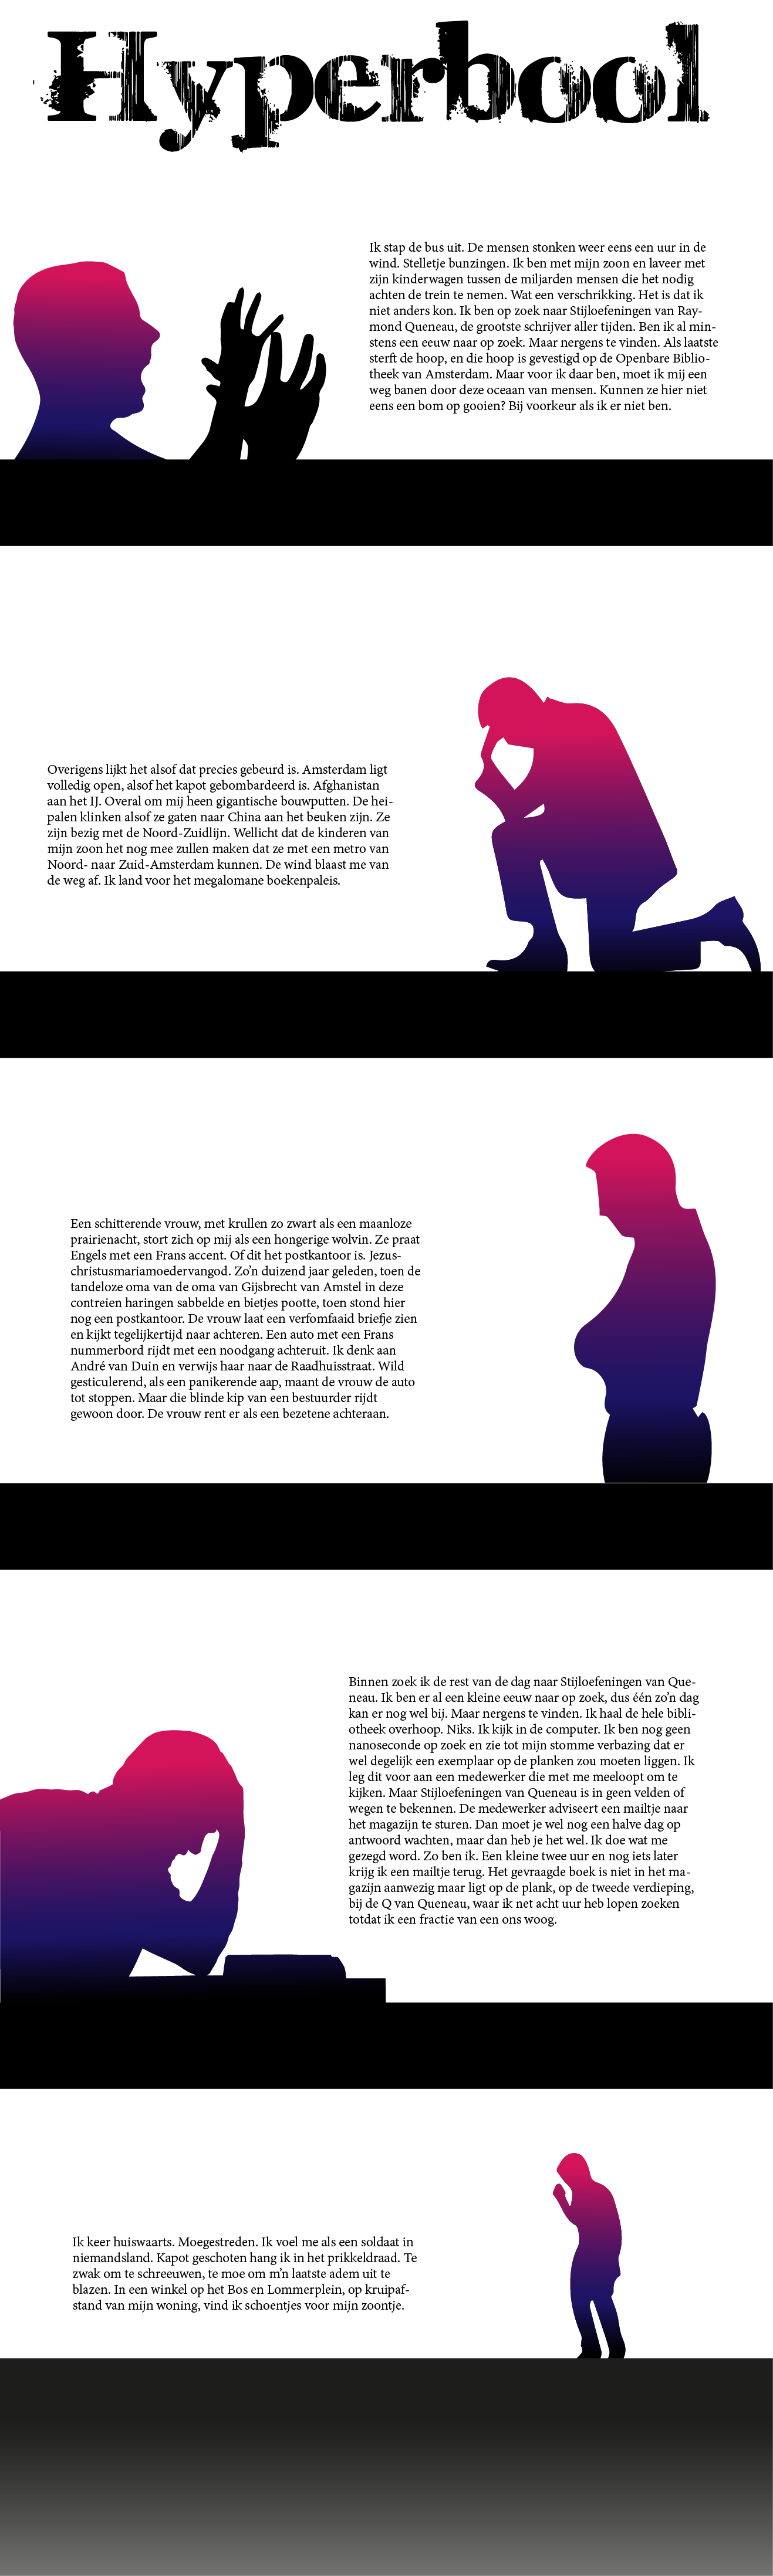 Hyperbool
Ik stap de bus uit. De mensen stonken weer eens een uur in de
wind. Stelletje bunzingen. Ik ben met mijn zoon en laveer met
zijn kinderwagen tussen de miljarden mensen die het nodig
achten de trein te nemen. Wat een verschrikking. Het is dat ik
niet anders kon. Ik ben op zoek naar Stijloefeningen van Ray-
mond Queneau, de grootste schrijver aller tijden. Ben ik al min-
stens een eeuw naar op zoek. Maar nergens te vinden. Als laatste
sterft de hoop, en die hoop is gevestigd op de Openbare Biblio-
theek van Amsterdam. Maar voor ik daar ben, moet ik mij een
weg banen door deze oceaan van mensen. Kunnen ze hier niet
eens een bom op gooien? Bij voorkeur als ik er niet ben.
Overigens lijkt het alsof dat precies gebeurd is. Amsterdam ligt
volledig open, alsof het kapot gebombardeerd is. Afghanistan
aan het IJ. Overal om mij heen gigantische bouwputten. De hei-
palen klinken alsof ze gaten naar China aan het beuken zijn. Ze
zijn bezig met de Noord-Zuidlijn. Wellicht dat de kinderen van
mijn zoon het nog mee zullen maken dat ze met een metro van
Noord- naar Zuid-Amsterdam kunnen. De wind blaast me van
de weg af. Ik land voor het megalomane boekenpaleis.
Een schitterende vrouw, met krullen zo zwart als een maanloze
prairienacht, stort zich op mij als een hongerige wolvin. Ze praat
Engels met een Frans accent. Of dit het postkantoor is. Jezus-
christusmariamoedervangod. Zo'n duizend jaar geleden, toen de
tandeloze oma van de oma van Gijsbrecht van Amstel in deze
contreien haringen sabbelde en bietjes pootte, toen stond hier
nog een postkantoor. De vrouw laat een verfomfaaid briefje zien
en kijkt tegelijkertijd naar achteren. Een auto met een Frans
nummerbord rijdt met een noodgang achteruit. Ik denk aan
André van Duin en verwijs haar naar de Raadhuisstraat. Wild
gesticulerend, als een panikerende aap, maant de vrouw de auto
tot stoppen. Maar die blinde kip van een bestuurder rijdt
gewoon door. De vrouw rent er als een bezetene achteraan.
Binnen zoek ik de rest van de dag naar Stijloefeningen van Que-
neau. Ik ben er al een kleine eeuw naar op zoek, dus één zo'n dag
kan er nog wel bij. Maar nergens te vinden. Ik haal de hele bibli-
otheek overhoop. Niks. Ik kijk in de computer. Ik ben nog geen
nanoseconde op zoek en zie tot mijn stomme verbazing dat er
wel degelijk een exemplaar op de planken zou moeten liggen. Ik
leg dit voor aan een medewerker die met me meeloopt om te
kijken. Maar Stijloefeningen van Queneau is in geen velden of
wegen te bekennen. De medewerker adviseert een mailtje naar
het magazijn te sturen. Dan moet je wel nog een halve dag op
antwoord wachten, maar dan heb je het wel. Ik doe wat me
gezegd word. Zo ben ik. Een kleine twee uur en nog iets later
krijg ik een mailtje terug. Het gevraagde boek is niet in het ma-
gazijn aanwezig maar ligt op de plank, op de tweede verdieping,
bij de Q van Queneau, waar ik net acht uur heb lopen zoeken
totdat ik een fractie van een ons woog.
Ik keer huiswaarts. Moegestreden. Ik voel me als een soldaat in
niemandsland. Kapot geschoten hang ik in het prikkeldraad. Te
zwak om te schreeuwen, te moe om m'n laatste adem uit te
blazen. In een winkel op het Bos en Lommerplein, op kruipaf-
stand van mijn woning, vind ik schoentjes voor mijn zoontje.